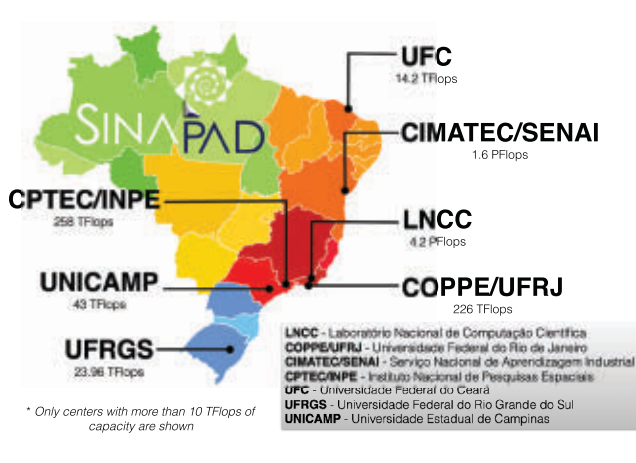 UFC
14.2 TFlops
SINAPAD
CIMATEC/SENAI
1.6 PFlops
CPTEC/INPE
258 TFlops
LNCC
4.2 PFlops
UNICAMP
43 TFlops
COPPE/UFRJ
226 TFlops
UFRGS
23.96 TFlops
LNCC - Laboratório Nacional de Computação Científica
COPPE/UFRJ - Universidade Federal do Rio de Janeiro
CIMATEC/SENAI - Serviço Nacional de Aprendizagem Industrial
CPTEC/INPE - Instituto Nacional de Pesquisas Espaciais
UFC - Universidade Federal do Ceará
UFRGS - Universidade Federal do Rio Grande do Sul
UNICAMP - Universidade Estadual de Campinas
* Only centers with more than 10 TFlops of
capacity are shown